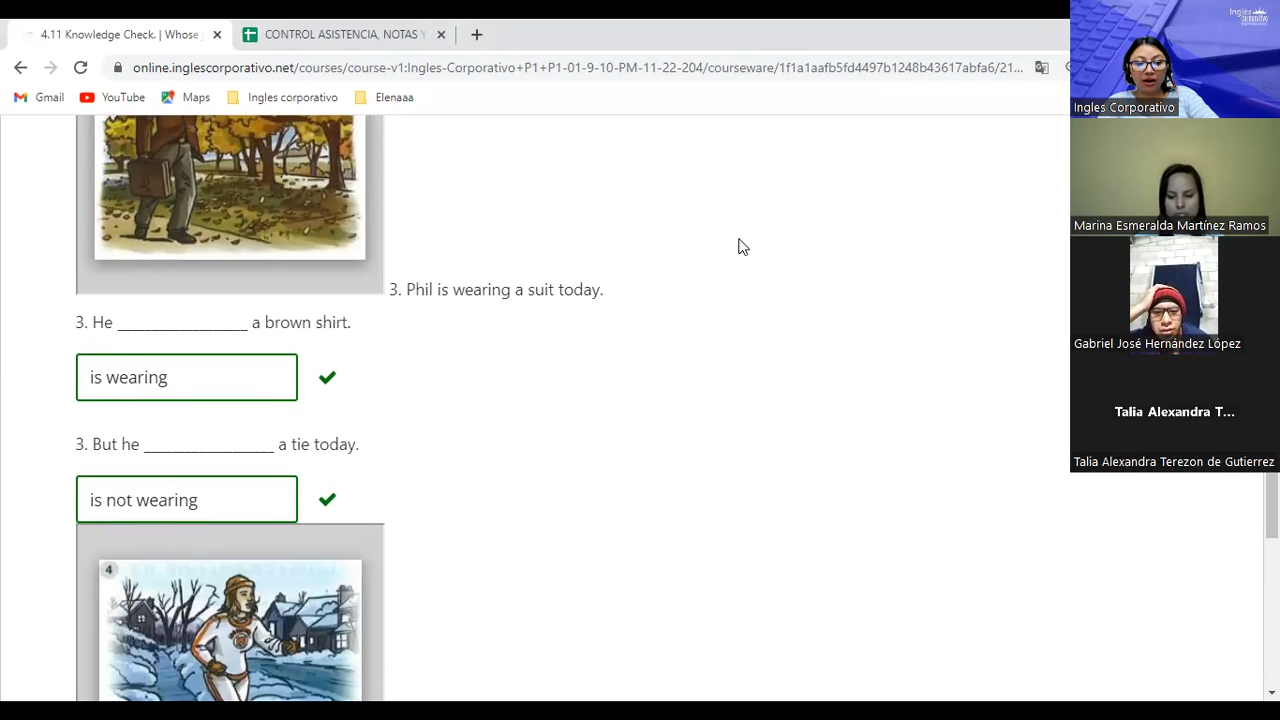 4.11 Knowledge Check. | Whose
CONTROL ASISTENCIA, NOTAS
online.inglescorporativo.net/courses/course-v1:Ingles-corporativo+P1+P1-01-9-10-PM-11-22-204/courseware/1f1a1aafb5fd4497b1248b43617abfa6/21...
Gmail
YouTube
Maps
Ingles corporativo
Elenaaa
3. Phil is wearing a suit today.
3. He __________________ a brown shirt.
is wearing
3. But he __________________ a tie today.
is not wearing
4
Ingles Corporativo
Marina Esmeralda Martínez Ramos
Gabriel José Hernández López
Talia Alexandra T...
Talia Alexandra Terezon de Gutierrez